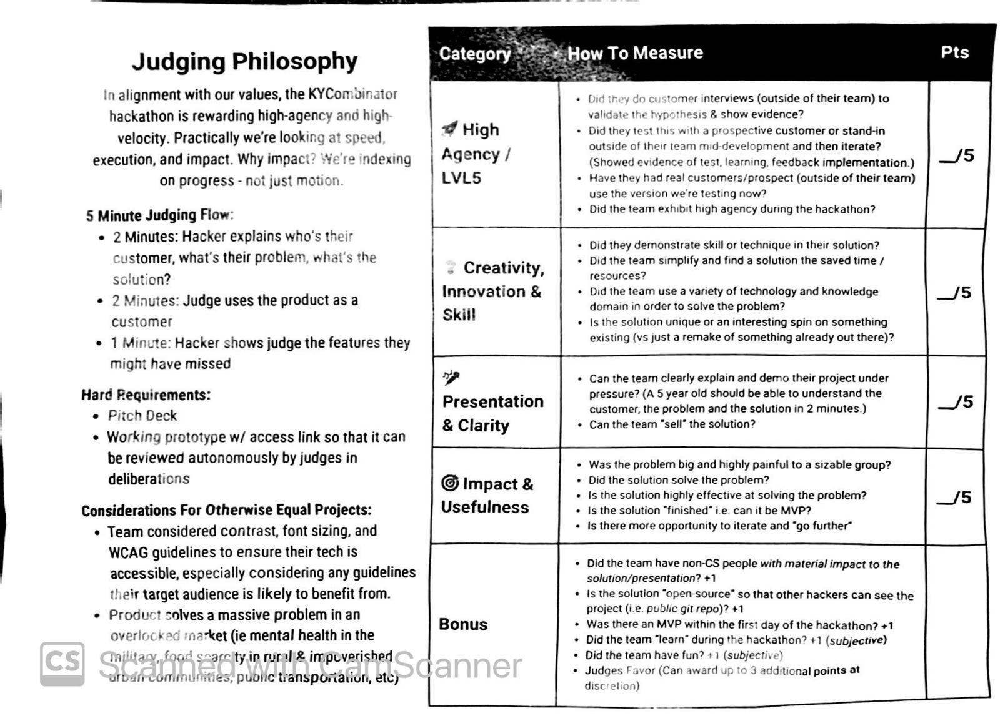 Judging Philosophy
In alignment with our values, the KYCombinator
hackathon is rewarding high-agency and high-
velocity. Practically we're looking at speed,
execution, and impact. Why impact? We're indexing
on progress - not just motion.
5 Minute Judging Flow:
• 2 Minutes: Hacker explains who's their
customer, what's their problem, what's the
solution?
• 2 Minutes: Judge uses the product as a
customer
• 1 Minute: Hacker shows judge the features they
might have missed
Hard Requirements:
• Pitch Deck
• Working prototype w/ access link so that it can
be reviewed autonomously by judges in
deliberations
Considerations For Otherwise Equal Projects:
• Team considered contrast, font sizing, and
WCAG guidelines to ensure their tech is
accessible, especially considering any guidelines
their target audience is likely to benefit from.
• Product solves a massive problem in an
overlooked market (ie mental health in the
military, food scarcity in rural & impoverished
urban communities, public transportation, etc)
Category How To Measure Pts
High
Agency /
LVL5
• Did they do customer interviews (outside of their team) to
validate the hypothesis & show evidence?
• Did they test this with a prospective customer or stand-in
outside of their team mid-development and then iterate?
(Showed evidence of test, learning, feedback implementation.)
• Have they had real customers/prospect (outside of their team)
use the version we're testing now?
• Did the team exhibit high agency during the hackathon?
__/5
Creativity,
Innovation &
Skill
• Did they demonstrate skill or technique in their solution?
• Did the team simplify and find a solution the saved time /
resources?
• Did the team use a variety of technology and knowledge
domain in order to solve the problem?
• Is the solution unique or an interesting spin on something
existing (vs just a remake of something already out there)?
__/5
Presentation
& Clarity
• Can the team clearly explain and demo their project under
pressure? (A 5 year old should be able to understand the
customer, the problem and the solution in 2 minutes.)
• Can the team "sell" the solution?
__/5
Impact &
Usefulness
• Was the problem big and highly painful to a sizable group?
• Did the solution solve the problem?
• Is the solution highly effective at solving the problem?
• Is the solution "finished" i.e. can it be MVP?
• Is there more opportunity to iterate and "go further"
__/5
Bonus
• Did the team have non-CS people with material impact to the
solution/presentation? +1
• Is the solution "open-source" so that other hackers can see the
project (i.e. public git repo)? +1
• Was there an MVP within the first day of the hackathon? +1
• Did the team "learn" during the hackathon? +1 (subjective)
• Did the team have fun? +1 (subjective)
• Judges Favor (Can award up to 3 additional points at
discretion)
CS Scanned with CamScanner